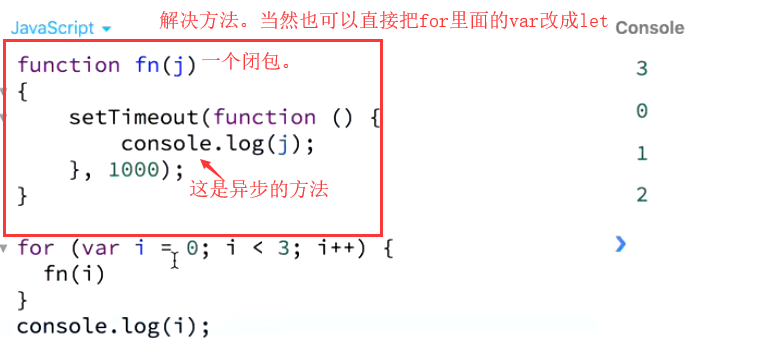 解决方法。当然也可以直接把for里面的var改成let
JavaScript
Console
function fn(j)
一个闭包。
{
setTimeout(function () {
console.log(j);
}, 1000);
这是异步的方法
}
for (var i = 0; i < 3; i++) {
fn(i)
}
console.log(i);
3
0
1
2